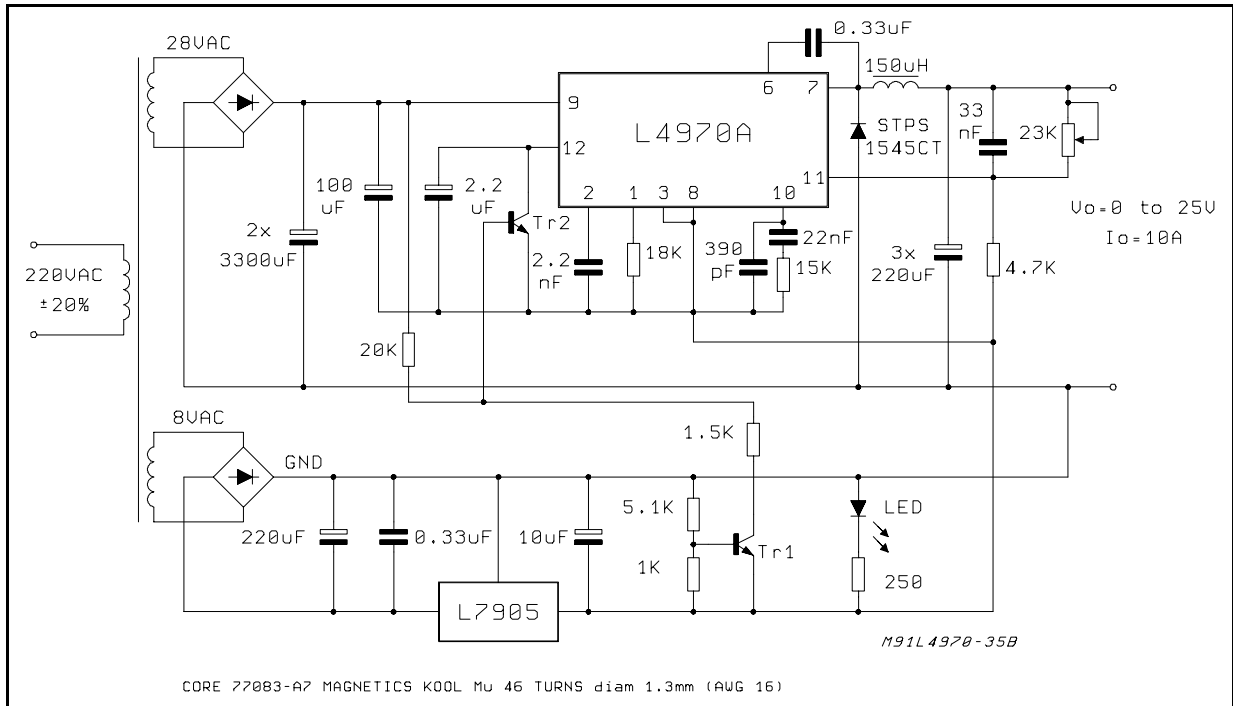 28VAC
0.33uF
150uH
6
7
9
L4970A
STPS
1545CT
33
nF
23K
12
11
100
uF
2.2
uF
2
1
3
8
10
Tr2
Vo=0 to 25V
Io=10A
2x
3300uF
2.2
nF
18K
390
pF
22nF
15K
3x
220uF
4.7K
220VAC
±20%
20K
8VAC
1.5K
GND
5.1K
LED
220uF
0.33uF
10uF
Tr1
1K
250
L7905
M91L4970-35B
CORE 77083-A7 MAGNETICS KOOL Mu 46 TURNS diam 1.3mm (AWG 16)